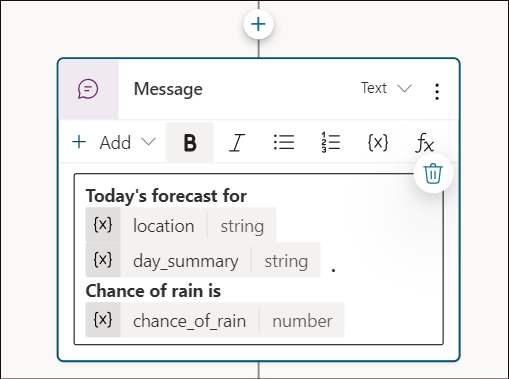 Message Text
Add B I {x} fx
Today's forecast for
{x} location string
{x} day_summary string .
Chance of rain is
{x} chance_of_rain number